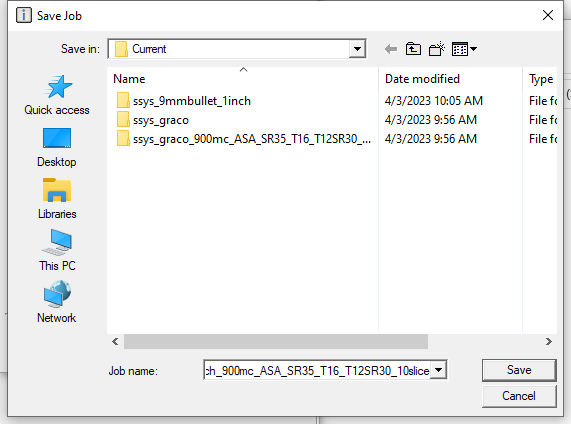 Save Job
Save in: Current
Name Date modified Type
ssys_9mmbullet_1inch 4/3/2023 10:05 AM File fo
ssys_graco 4/3/2023 9:56 AM File fo
ssys_graco_900mc_ASA_SR35_T16_T12SR30_... 4/3/2023 9:56 AM File fo
Quick access
Desktop
Libraries
This PC
Network
Job name: ch_900mc_ASA_SR35_T16_T12SR30_10slice
Save
Cancel